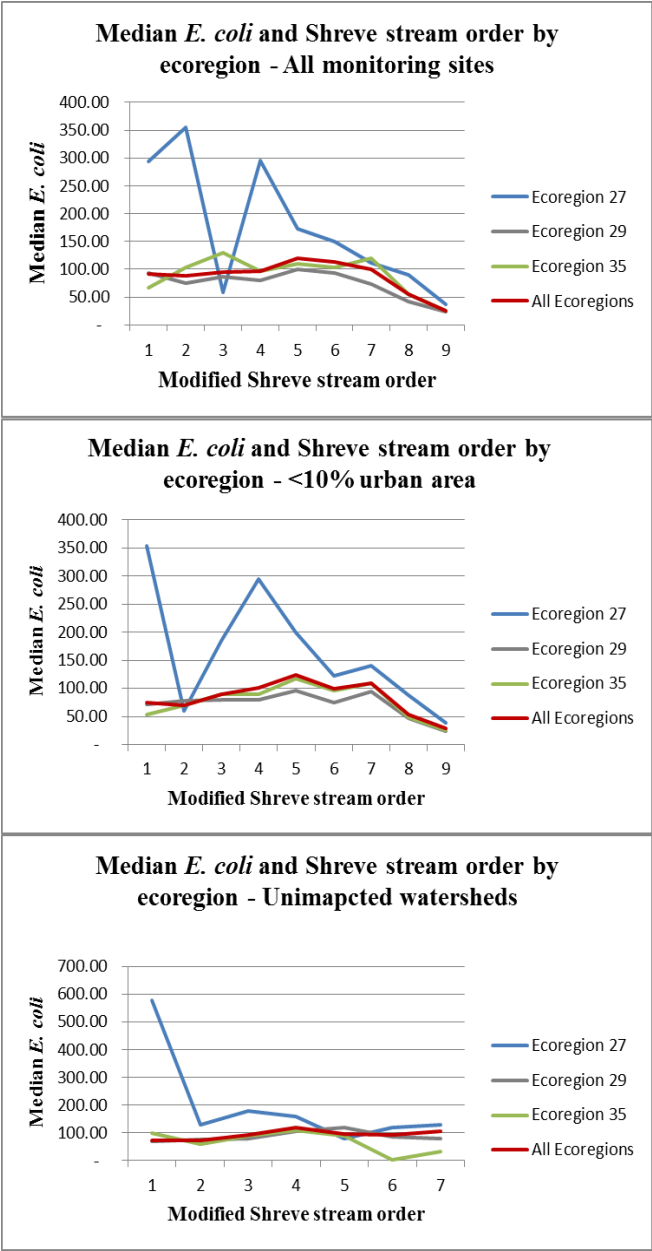 Median E. coli and Shreve stream order by
ecoregion - All monitoring sites
400.00
350.00
300.00
250.00
200.00
150.00
100.00
50.00
-
Median E. coli
1 2 3 4 5 6 7 8 9
Modified Shreve stream order
Ecoregion 27
Ecoregion 29
Ecoregion 35
All Ecoregions
Median E. coli and Shreve stream order by
ecoregion - <10% urban area
400.00
350.00
300.00
250.00
200.00
150.00
100.00
50.00
-
Median E. coli
1 2 3 4 5 6 7 8 9
Modified Shreve stream order
Ecoregion 27
Ecoregion 29
Ecoregion 35
All Ecoregions
Median E. coli and Shreve stream order by
ecoregion - Unimapcted watersheds
700.00
600.00
500.00
400.00
300.00
200.00
100.00
-
Median E. coli
1 2 3 4 5 6 7
Modified Shreve stream order
Ecoregion 27
Ecoregion 29
Ecoregion 35
All Ecoregions